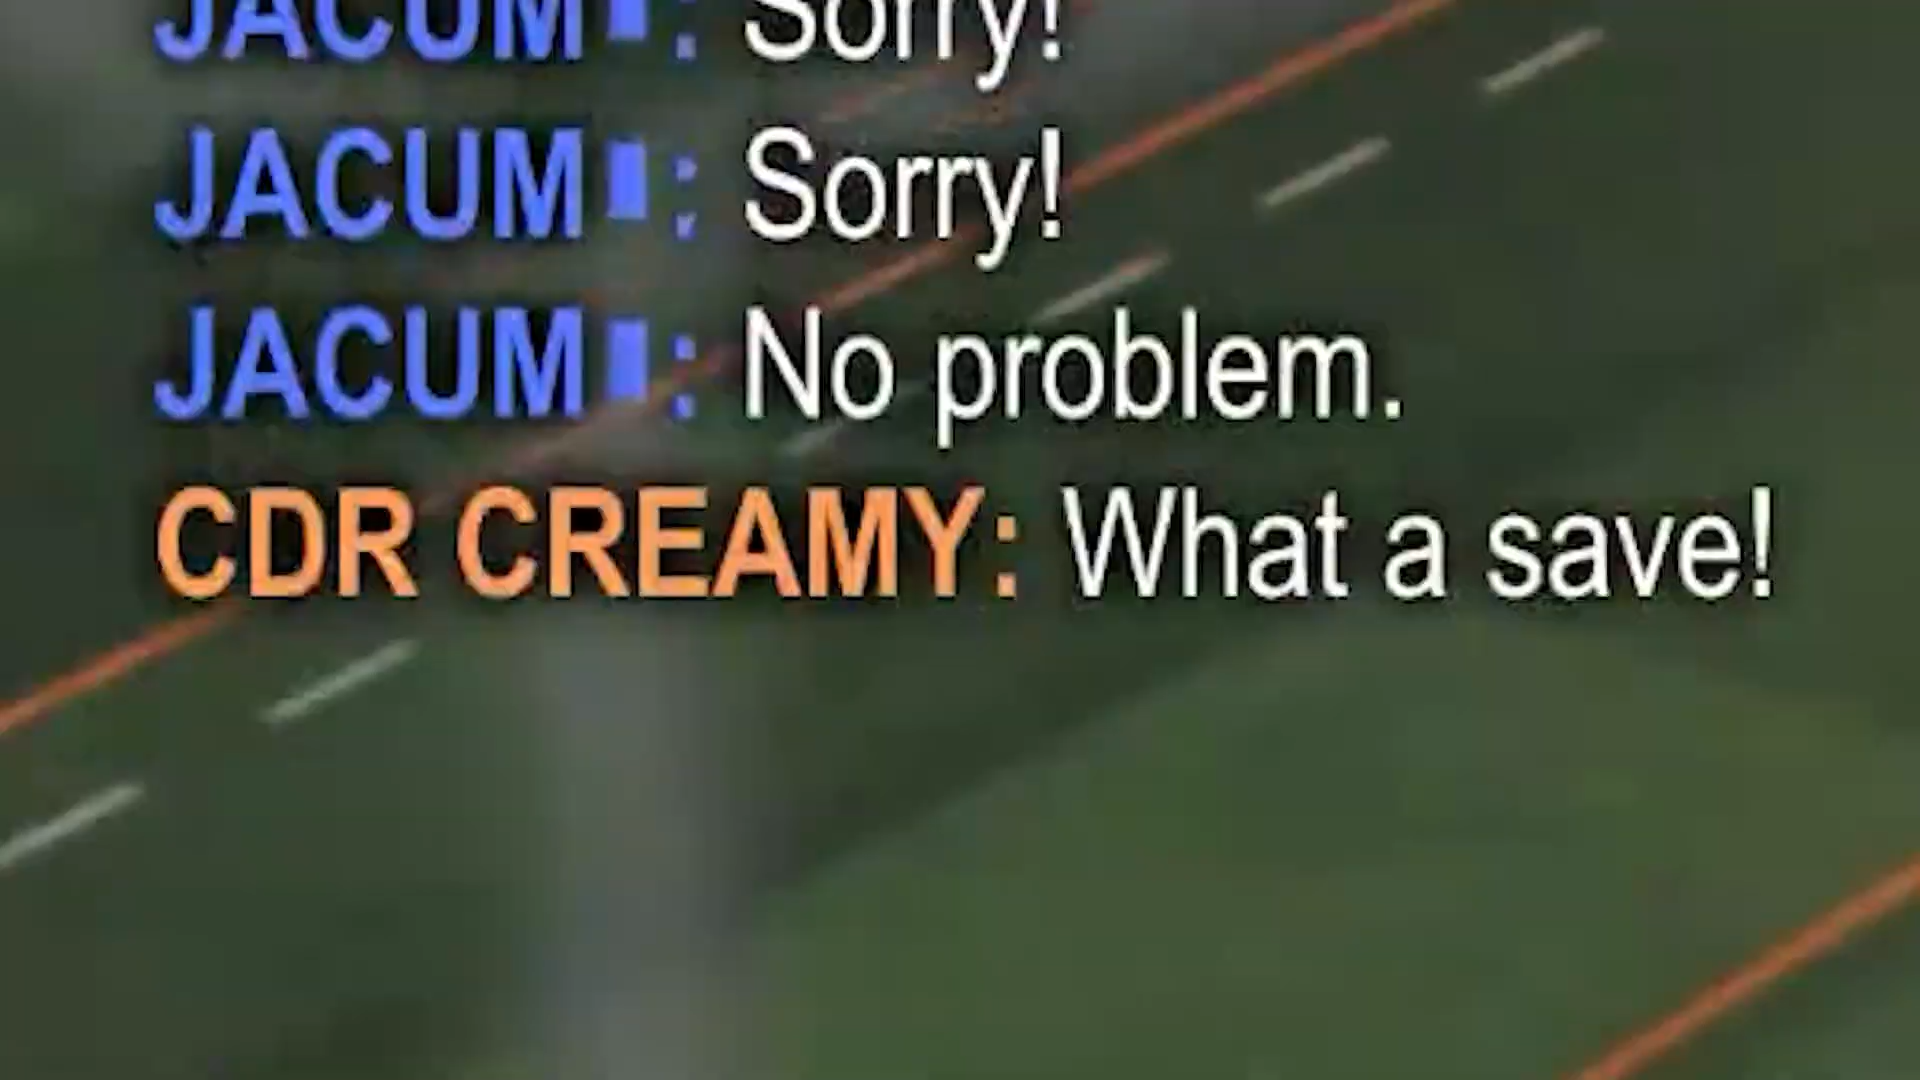 JACUM▮: Sorry!
JACUM▮: Sorry!
JACUM▮: No problem.
CDR CREAMY: What a save!